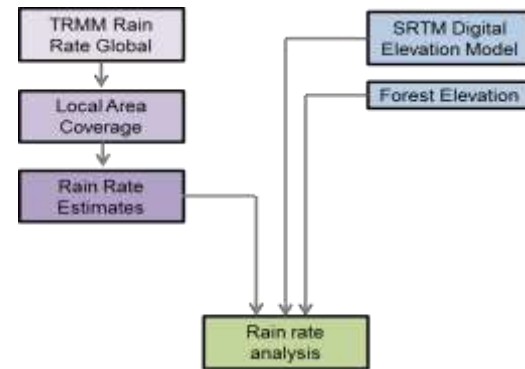 TRMM Rain
Rate Global
Local Area
Coverage
Rain Rate
Estimates
SRTM Digital
Elevation Model
Forest Elevation
Rain rate
analysis